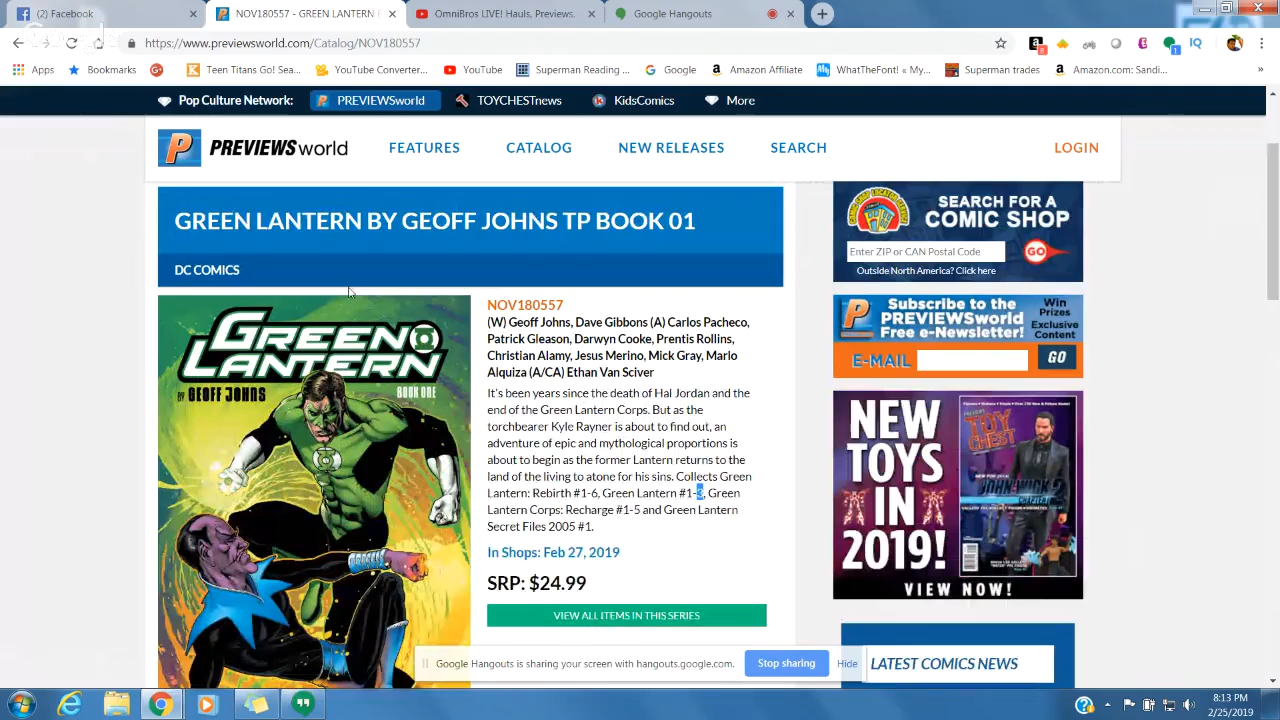 (2) Facebook
NOV180557 - GREEN LANTERN
OmniBros LIVE! Hauls, Previews.
Google Hangouts
https://www.previewsworld.com/Catalog/NOV180557
8
1
IQ
Apps
Bookmarks
Teen Titans Go! Sea...
YouTube Converter...
YouTube
Superman Reading ...
Google
Amazon Affiliate
WhatTheFont! « My...
Superman trades
Amazon.com: Sandi...
»
Pop Culture Network:
PREVIEWSworld
TOYCHESTnews
KidsComics
More
PREVIEWSworld
FEATURES
CATALOG
NEW RELEASES
SEARCH
LOGIN
GREEN LANTERN BY GEOFF JOHNS TP BOOK 01
DC COMICS
GREEN
LANTERN
BY GEOFF JOHNS
BOOK ONE
NOV180557
(W) Geoff Johns, Dave Gibbons (A) Carlos Pacheco,
Patrick Gleason, Darwyn Cooke, Prentis Rollins,
Christian Alamy, Jesus Merino, Mick Gray, Marlo
Alquiza (A/CA) Ethan Van Sciver
It's been years since the death of Hal Jordan and the
end of the Green Lantern Corps. But as the
torchbearer Kyle Rayner is about to find out, an
adventure of epic and mythological proportions is
about to begin as the former Lantern returns to the
land of the living to atone for his sins. Collects Green
Lantern: Rebirth #1-6, Green Lantern #1-3, Green
Lantern Corps: Recharge #1-5 and Green Lantern
Secret Files 2005 #1.
In Shops: Feb 27, 2019
SRP: $24.99
VIEW ALL ITEMS IN THIS SERIES
SEARCH FOR A
COMIC SHOP
Enter ZIP or CAN Postal Code
GO
Outside North America? Click here
Subscribe to the
PREVIEWSworld
Free e-Newsletter!
Win
Prizes
Exclusive
Content
E-MAIL
GO
NEW
TOYS
IN
2019!
VIEW NOW!
TOY
CHEST
JOHN WICK
CHAPTER 2
LATEST COMICS NEWS
Google Hangouts is sharing your screen with hangouts.google.com.
Stop sharing
Hide
8:13 PM
2/25/2019